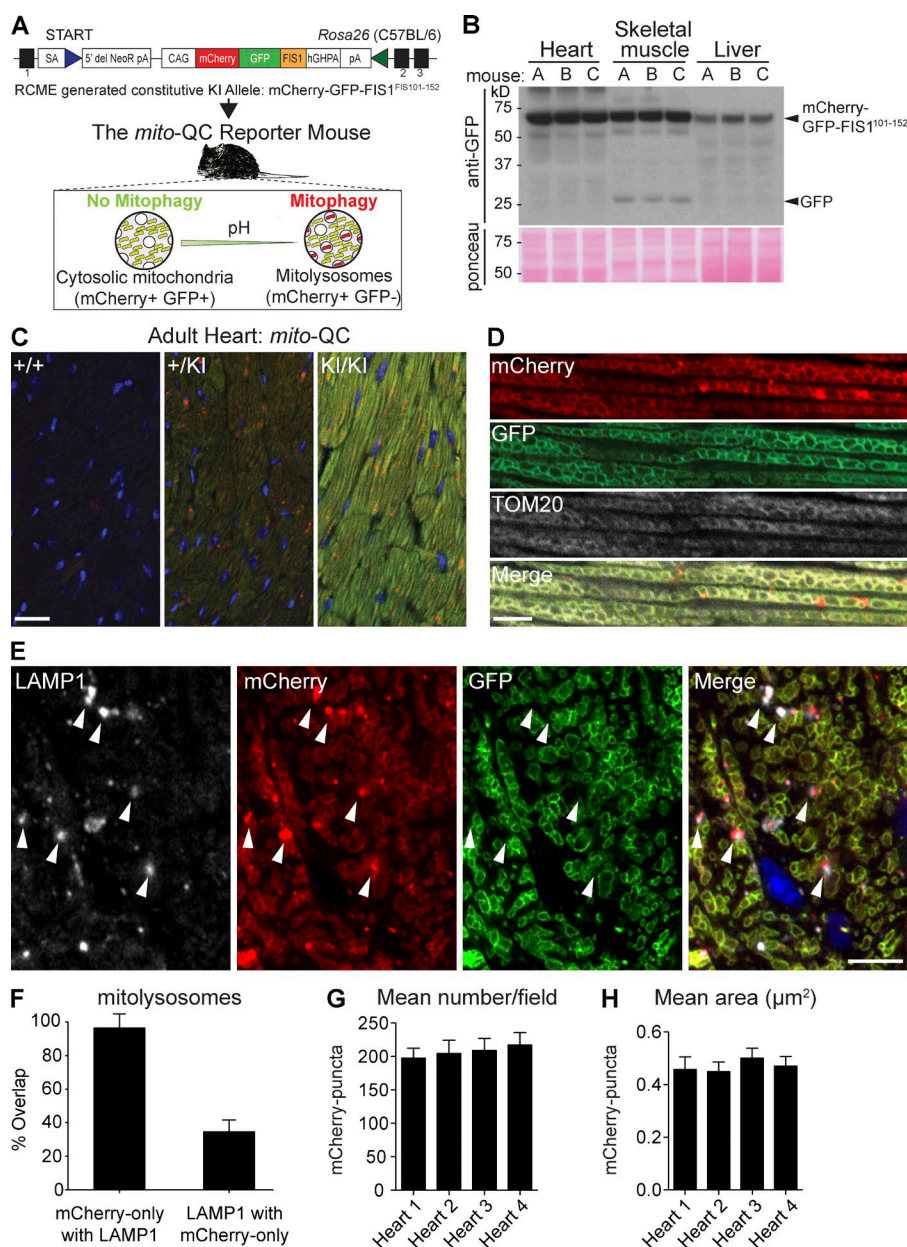 A
START
Rosa26 (C57BL/6)
SA
5' del NeoR pA
CAG
mCherry
GFP
FIS1
hGHPA
pA
1
2
3
RCME generated constitutive KI Allele: mCherry-GFP-FIS1FIS101-152
The mito-QC Reporter Mouse
No Mitophagy
Mitophagy
pH
Cytosolic mitochondria
(mCherry+ GFP+)
Mitolysosomes
(mCherry+ GFP-)
B
Heart
Skeletal
muscle
Liver
mouse: A B C A B C A B C
kD
75
50
37
25
anti-GFP
mCherry-
GFP-FIS1101-152
GFP
75
50
ponceau
C
Adult Heart: mito-QC
+/+
+/KI
KI/KI
D
mCherry
GFP
TOM20
Merge
E
LAMP1
mCherry
GFP
Merge
F
mitolysosomes
% Overlap
100
80
60
40
20
0
mCherry-only
with LAMP1
LAMP1 with
mCherry-only
G
Mean number/field
mCherry-puncta
250
200
150
100
50
0
Heart 1
Heart 2
Heart 3
Heart 4
H
Mean area (µm2)
mCherry-puncta
0.6
0.4
0.2
0.0
Heart 1
Heart 2
Heart 3
Heart 4